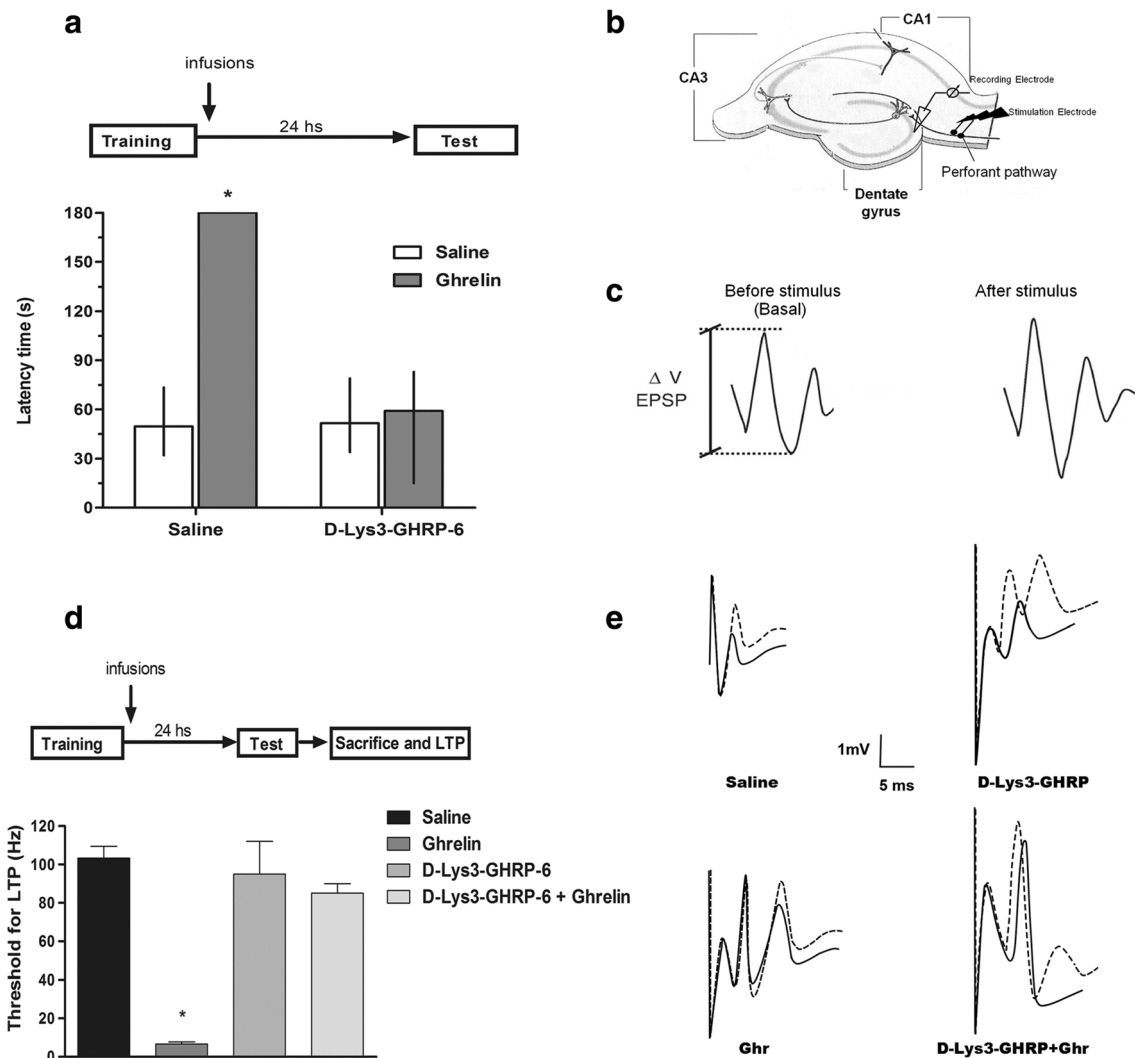 a
infusions
Training
24 hs
Test
*
180
150
120
90
60
30
0
Latency time (s)
Saline
Ghrelin
Saline
D-Lys3-GHRP-6
b
CA1
CA3
Recording Electrode
Stimulation Electrode
Perforant pathway
Dentate
gyrus
c
Before stimulus
(Basal)
After stimulus
Δ V
EPSP
d
infusions
Training
24 hs
Test
Sacrifice and LTP
120
100
80
60
40
20
0
Threshold for LTP (Hz)
*
Saline
Ghrelin
D-Lys3-GHRP-6
D-Lys3-GHRP-6 + Ghrelin
e
Saline
1mV
5 ms
D-Lys3-GHRP
Ghr
D-Lys3-GHRP+Ghr